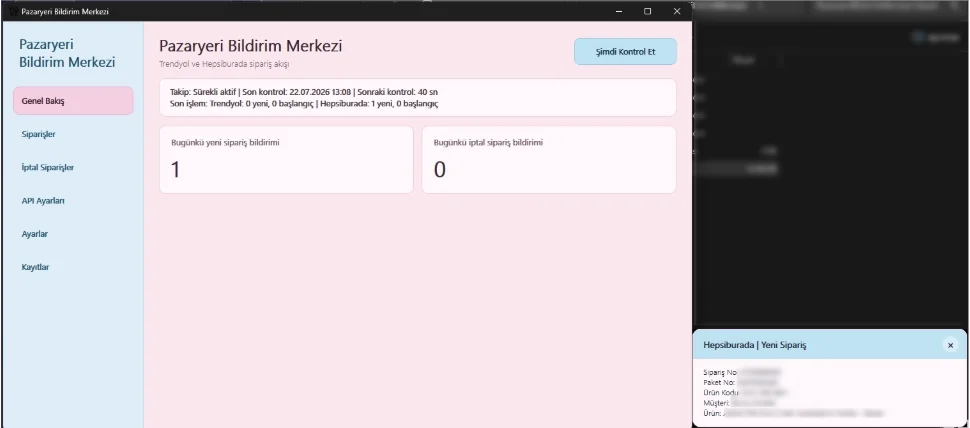 Pazaryeri Bildirim Merkezi
Pazaryeri
Bildirim Merkezi
Genel Bakış
Siparişler
İptal Siparişler
API Ayarları
Ayarlar
Kayıtlar
Pazaryeri Bildirim Merkezi
Trendyol ve Hepsiburada sipariş akışı
Şimdi Kontrol Et
Takip: Sürekli aktif | Son kontrol: 22.07.2026 13:08 | Sonraki kontrol: 40 sn
Son işlem: Trendyol: 0 yeni, 0 başlangıç | Hepsiburada: 1 yeni, 0 başlangıç
Bugünkü yeni sipariş bildirimi
1
Bugünkü iptal sipariş bildirimi
0
Hepsiburada | Yeni Sipariş
Sipariş No:
Paket No:
Ürün Kodu:
Müşteri:
Ürün: